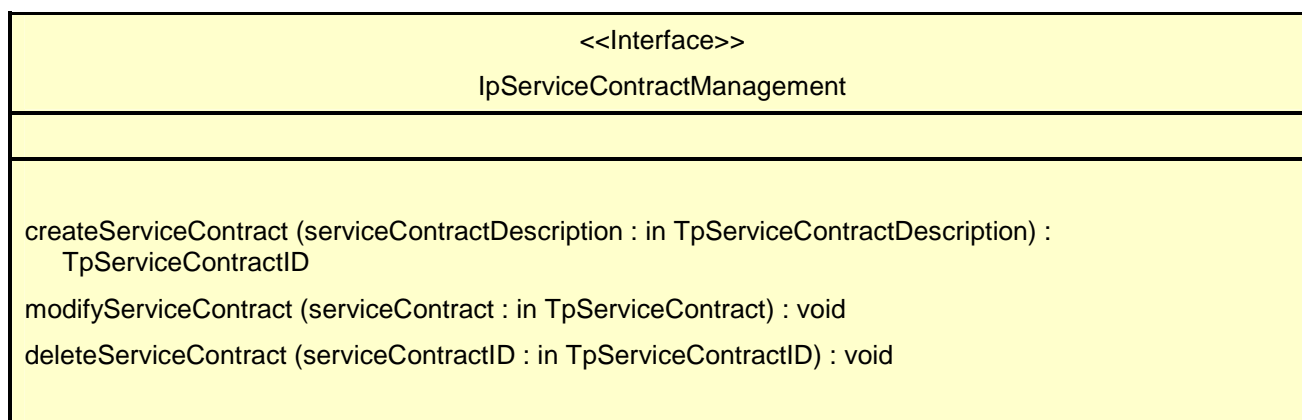 <<Interface>>
IpServiceContractManagement
createServiceContract (serviceContractDescription : in TpServiceContractDescription) :
TpServiceContractID
modifyServiceContract (serviceContract : in TpServiceContract) : void
deleteServiceContract (serviceContractID : in TpServiceContractID) : void